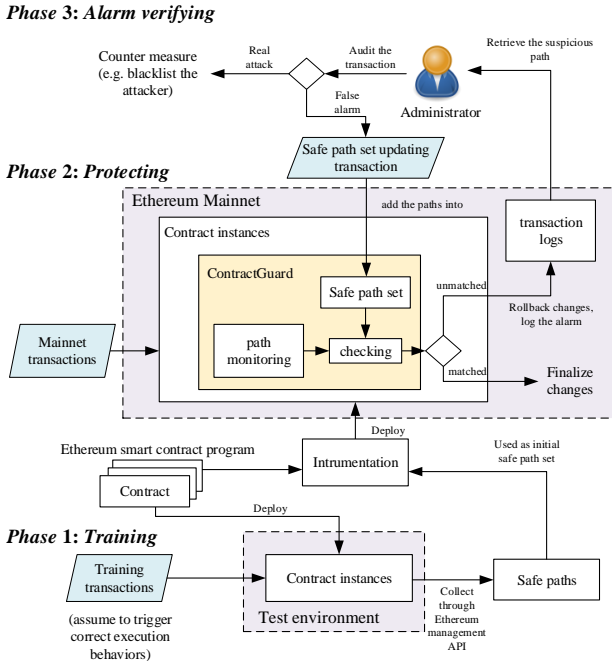 Phase 3: Alarm verifying
Counter measure
(e.g. blacklist the
attacker)
Real
attack
Audit the
transaction
Retrieve the suspicious
path
Administrator
False
alarm
Safe path set updating
transaction
Phase 2: Protecting
add the paths into
Ethereum Mainnet
Contract instances
transaction
logs
ContractGuard
Safe path set
unmatched
Rollback changes,
log the alarm
Mainnet
transactions
path
monitoring
checking
matched
Finalize
changes
Deploy
Ethereum smart contract program
Intrumentation
Used as initial
safe path set
Contract
Deploy
Phase 1: Training
Training
transactions
Contract instances
Safe paths
(assume to trigger
correct execution
behaviors)
Test environment
Collect
through
Ethereum
management
API